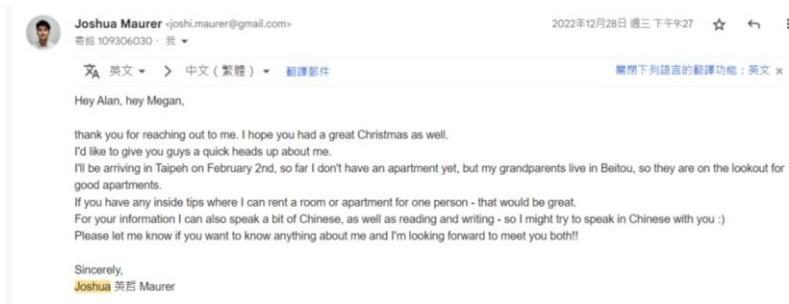 Joshua Maurer <joshi.maurer@gmail.com>
2022年12月28日 週三 下午9:27
寄給 109306030、我
英文 > 中文（繁體） 翻譯郵件
關閉下列語言的翻譯功能：英文 ×
Hey Alan, hey Megan,
thank you for reaching out to me. I hope you had a great Christmas as well.
I'd like to give you guys a quick heads up about me.
I'll be arriving in Taipeh on February 2nd, so far I don't have an apartment yet, but my grandparents live in Beitou, so they are on the lookout for
good apartments.
If you have any inside tips where I can rent a room or apartment for one person - that would be great.
For your information I can also speak a bit of Chinese, as well as reading and writing - so I might try to speak in Chinese with you :)
Please let me know if you want to know anything about me and I'm looking forward to meet you both!!
Sincerely,
Joshua 英哲 Maurer